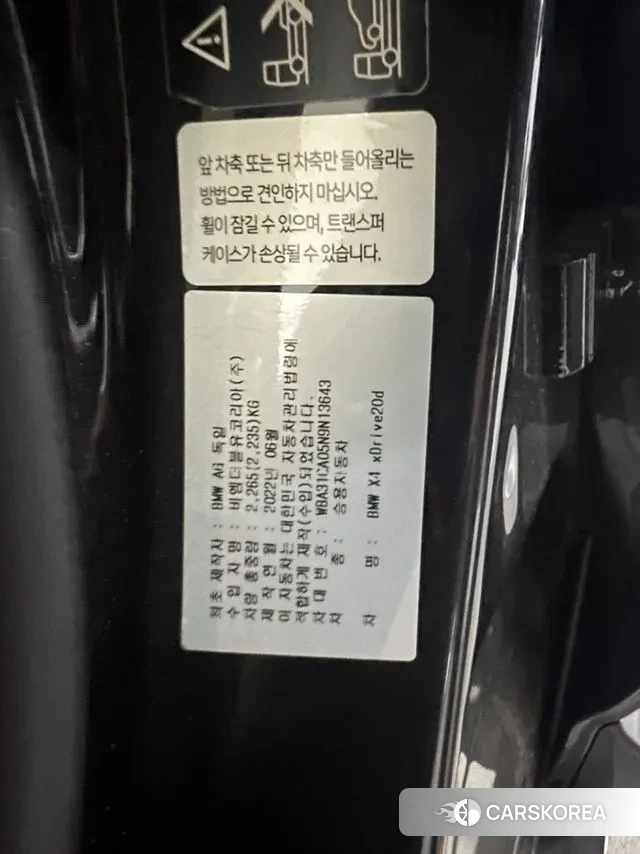 앞 차축 또는 뒤 차축만 들어올리는
방법으로 견인하지 마십시오.
휠이 잠길 수 있으며, 트랜스퍼
케이스가 손상될 수 있습니다.
최초 제작자 : BMW AG 독일
수 입 자 명 : 비엠더블유코리아(주)
차량 총중량 : 2,265(2,235)KG
제 작 연 월 : 2022년 06월
이 자동차는 대한민국 자동차관리법령에
적합하게 제작(수입)되었습니다.
차 대 번 호 : WBA31CA05N9N13643
차 종 : 승용자동차
차 명 : BMW X4 xDrive20d
CARSKOREA